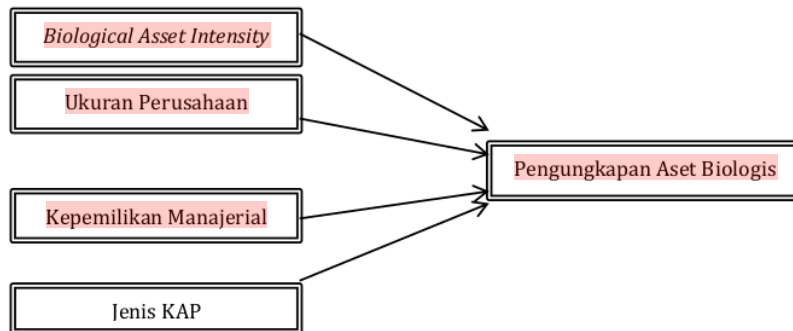 Biological Asset Intensity
Ukuran Perusahaan
Pengungkapan Aset Biologis
Kepemilikan Manajerial
Jenis KAP